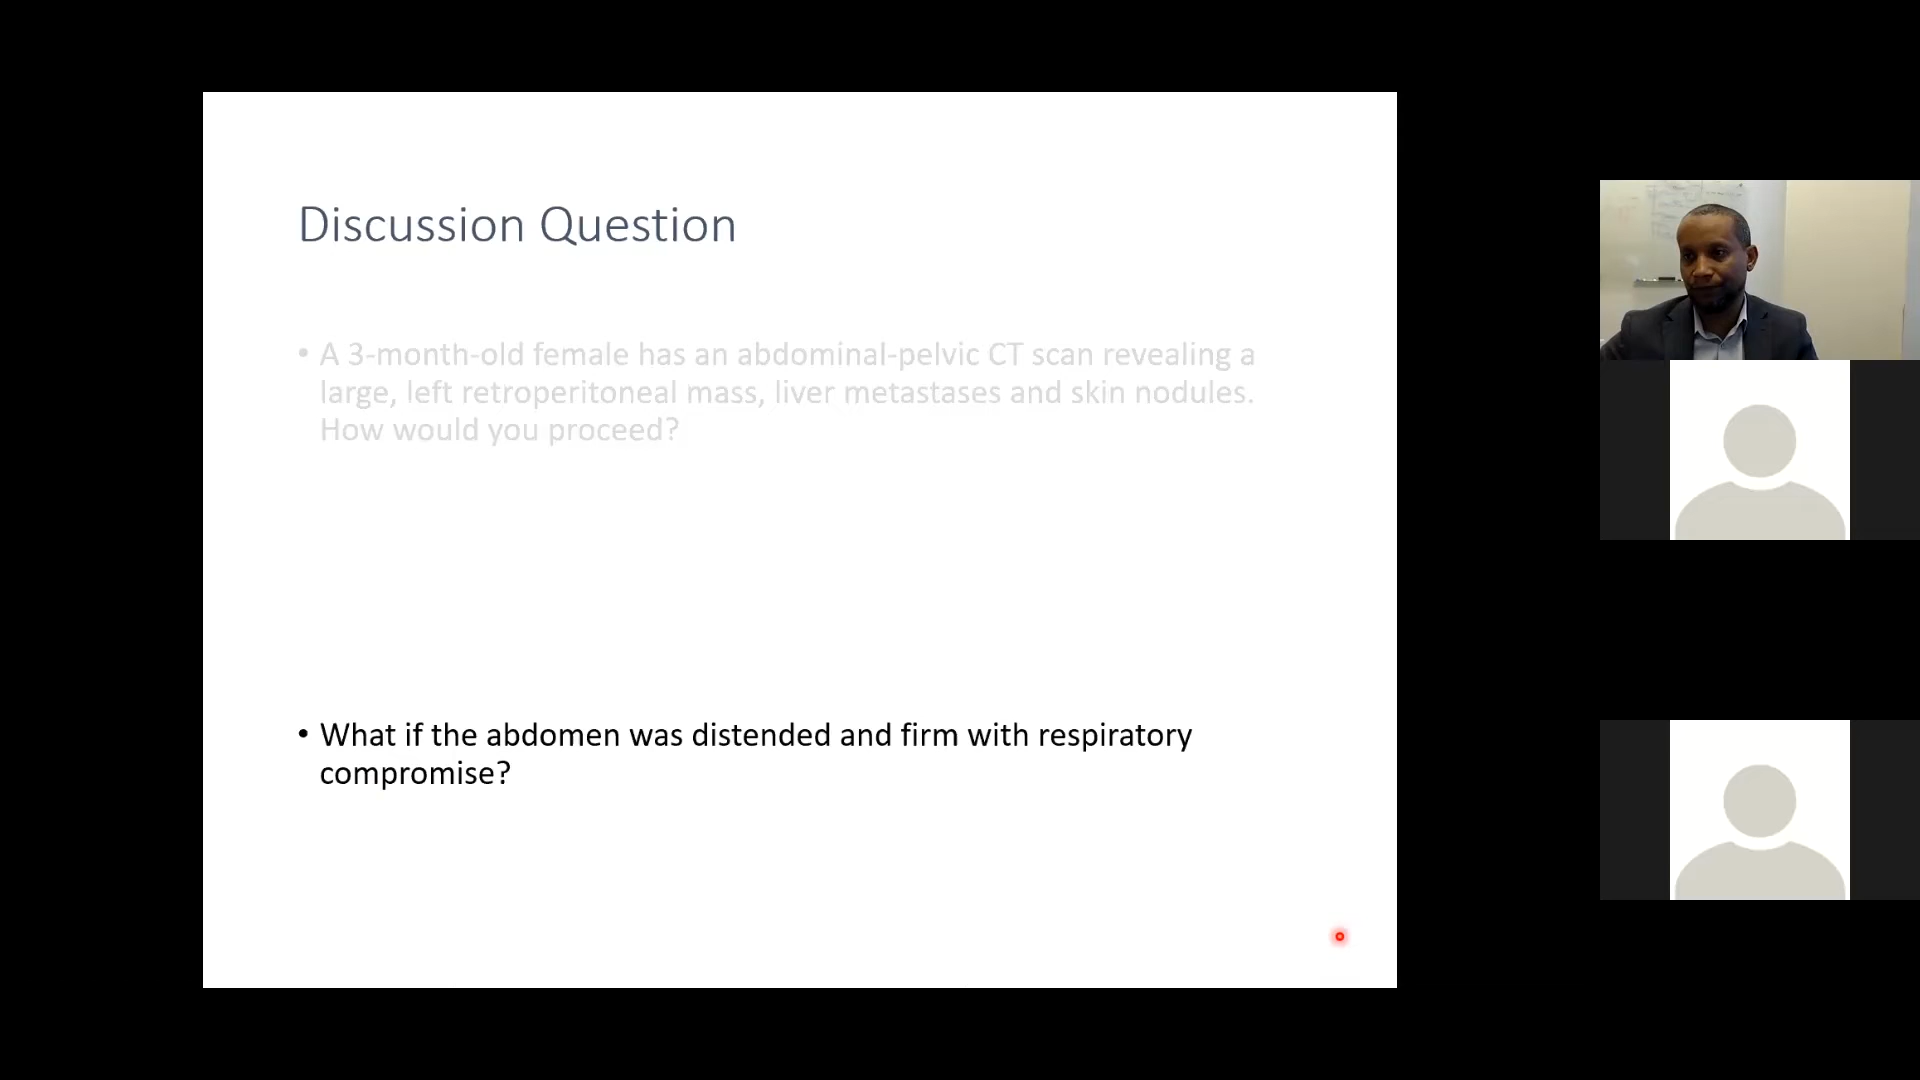 Discussion Question
• A 3-month-old female has an abdominal-pelvic CT scan revealing a
large, left retroperitoneal mass, liver metastases and skin nodules.
How would you proceed?
• What if the abdomen was distended and firm with respiratory
compromise?